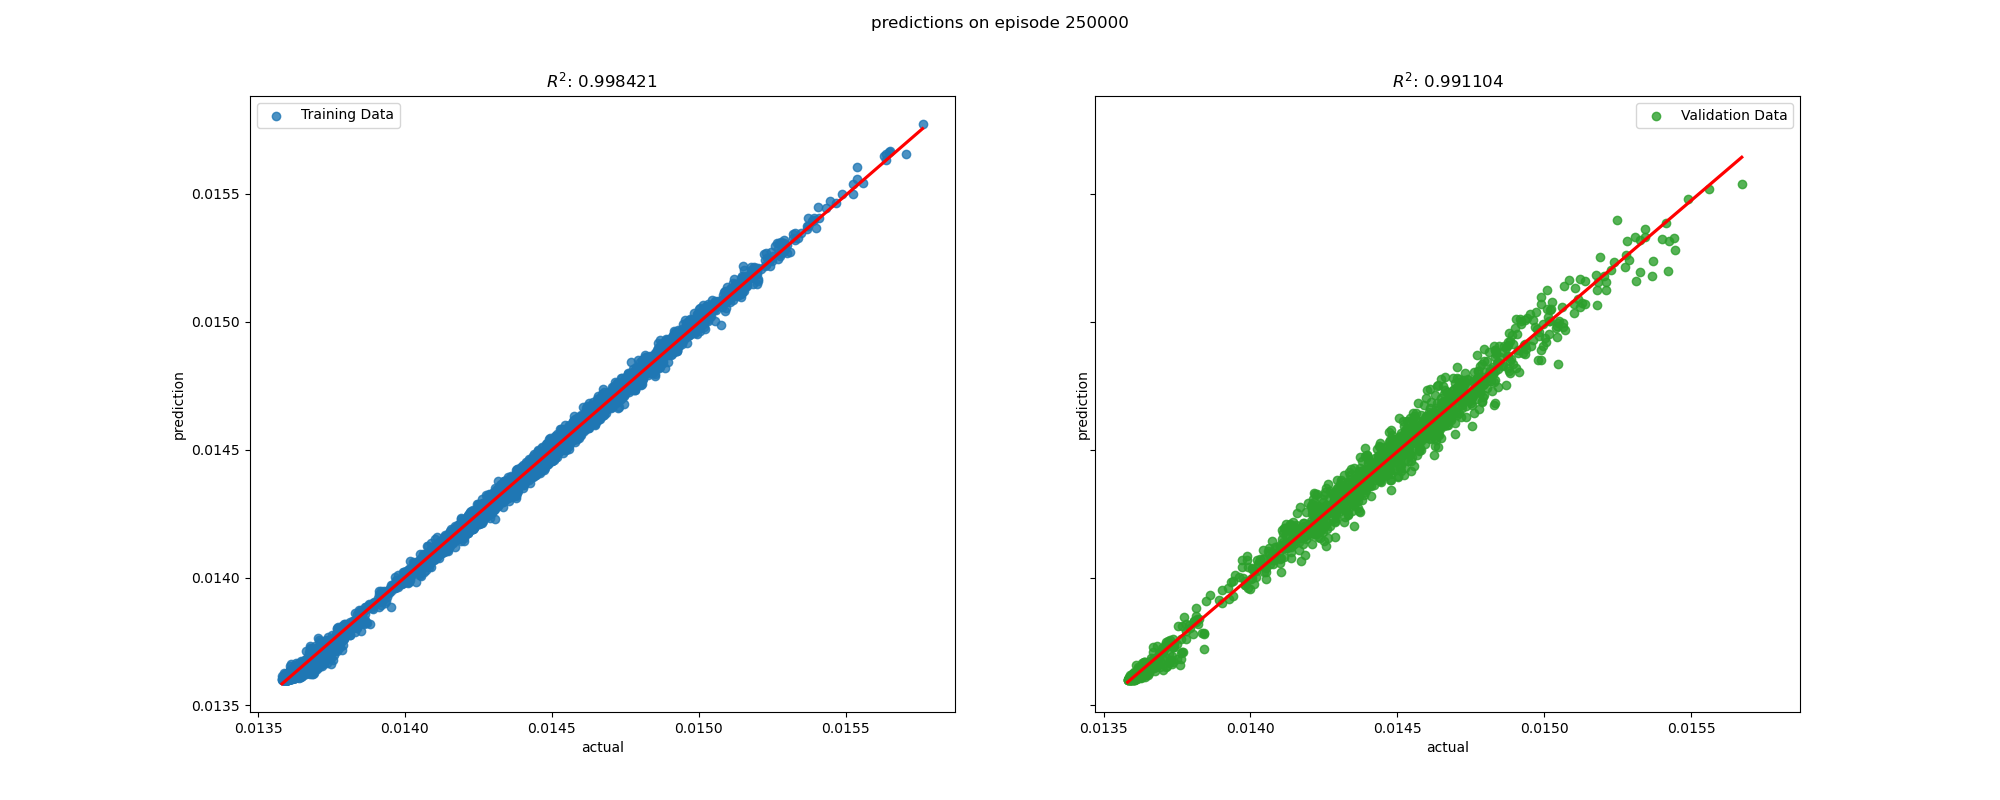 predictions on episode 250000
R²: 0.998421
Training Data
0.0155
0.0150
0.0145
0.0140
0.0135
prediction
0.0135 0.0140 0.0145 0.0150 0.0155
actual
R²: 0.991104
Validation Data
prediction
0.0135 0.0140 0.0145 0.0150 0.0155
actual